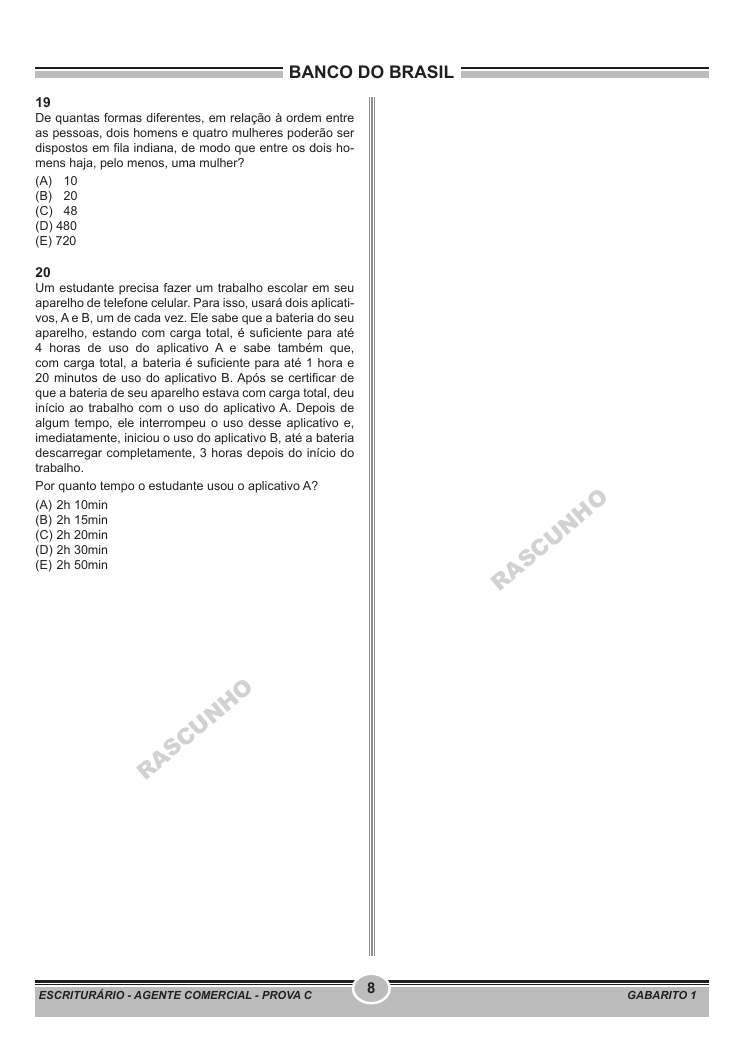 BANCO DO BRASIL
19
De quantas formas diferentes, em relação à ordem entre
as pessoas, dois homens e quatro mulheres poderão ser
dispostos em fila indiana, de modo que entre os dois ho-
mens haja, pelo menos, uma mulher?
(A) 10
(B) 20
(C) 48
(D) 480
(E) 720
20
Um estudante precisa fazer um trabalho escolar em seu
aparelho de telefone celular. Para isso, usará dois aplicati-
vos, A e B, um de cada vez. Ele sabe que a bateria do seu
aparelho, estando com carga total, é suficiente para até
4 horas de uso do aplicativo A e sabe também que,
com carga total, a bateria é suficiente para até 1 hora e
20 minutos de uso do aplicativo B. Após se certificar de
que a bateria de seu aparelho estava com carga total, deu
início ao trabalho com o uso do aplicativo A. Depois de
algum tempo, ele interrompeu o uso desse aplicativo e,
imediatamente, iniciou o uso do aplicativo B, até a bateria
descarregar completamente, 3 horas depois do início do
trabalho.
Por quanto tempo o estudante usou o aplicativo A?
(A) 2h 10min
(B) 2h 15min
(C) 2h 20min
(D) 2h 30min
(E) 2h 50min
RASCUNHO
RASCUNHO
ESCRITURÁRIO - AGENTE COMERCIAL - PROVA C
8
GABARITO 1